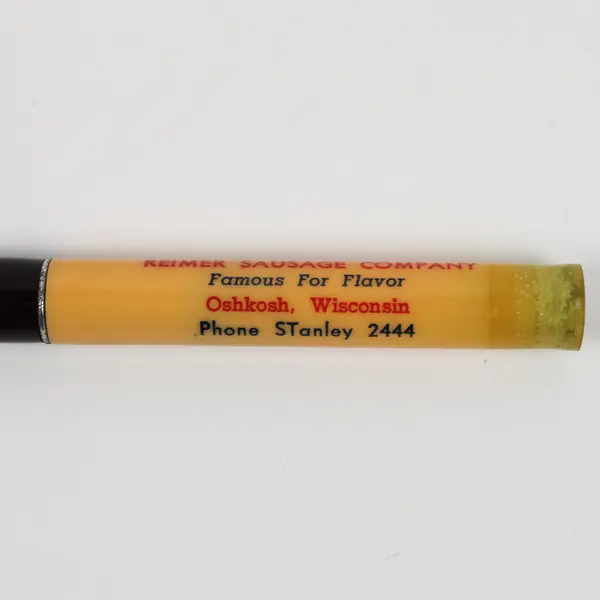 REIMER SAUSAGE COMPANY
Famous For Flavor
Oshkosh, Wisconsin
Phone STanley 2444